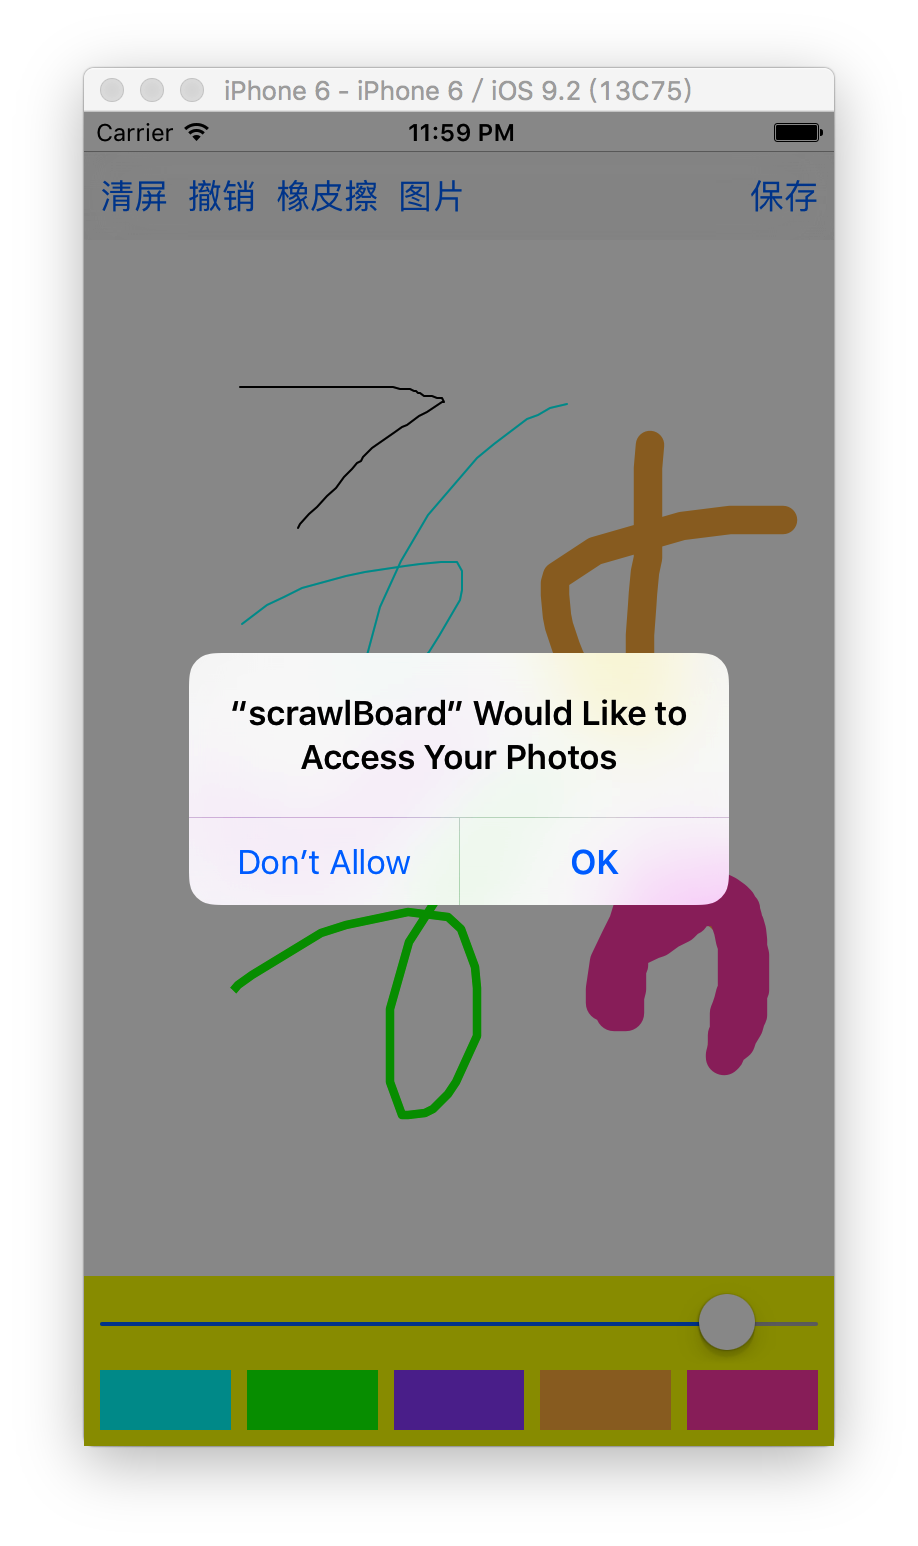 iPhone 6 - iPhone 6 / iOS 9.2 (13C75)
Carrier 11:59 PM
清屏 撤销 橡皮擦 图片 保存
“scrawlBoard” Would Like to
Access Your Photos
Don’t Allow OK